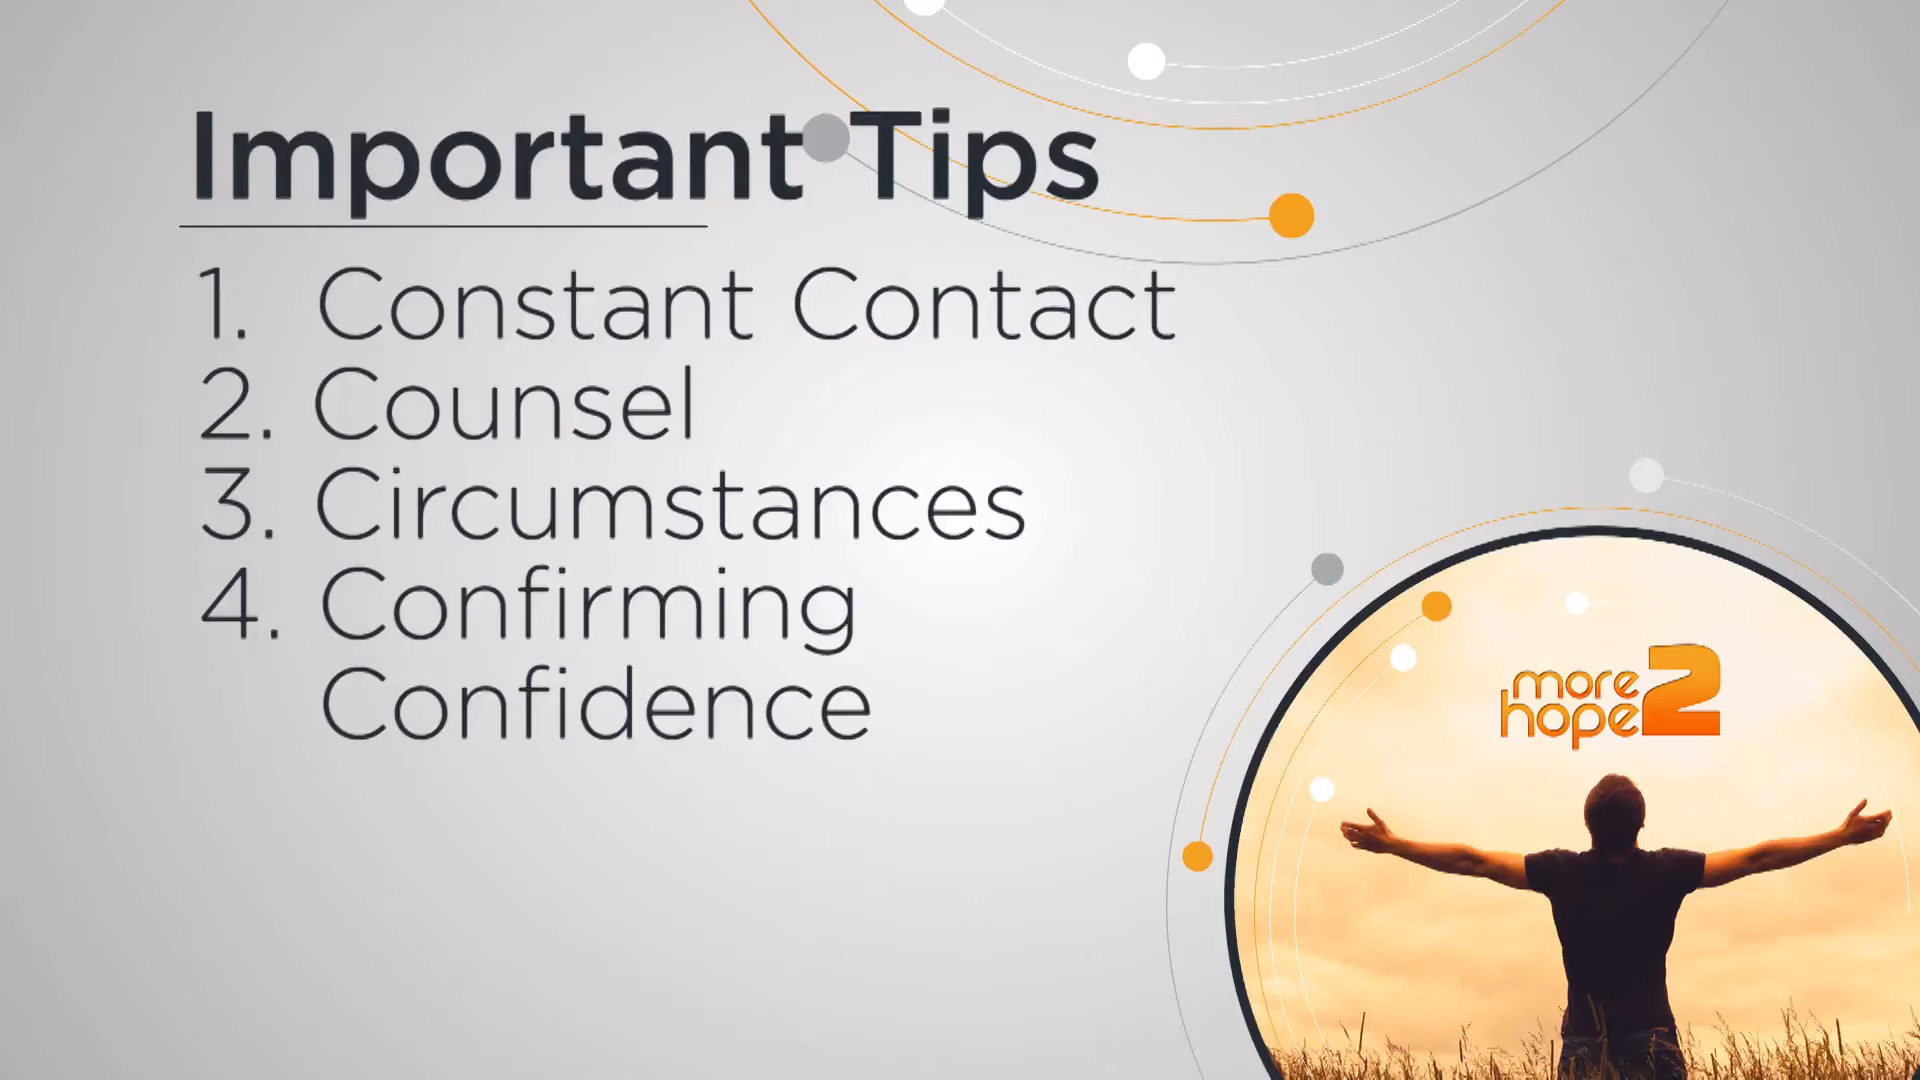 Important Tips
1. Constant Contact
2. Counsel
3. Circumstances
4. Confirming
Confidence
more
hope 2